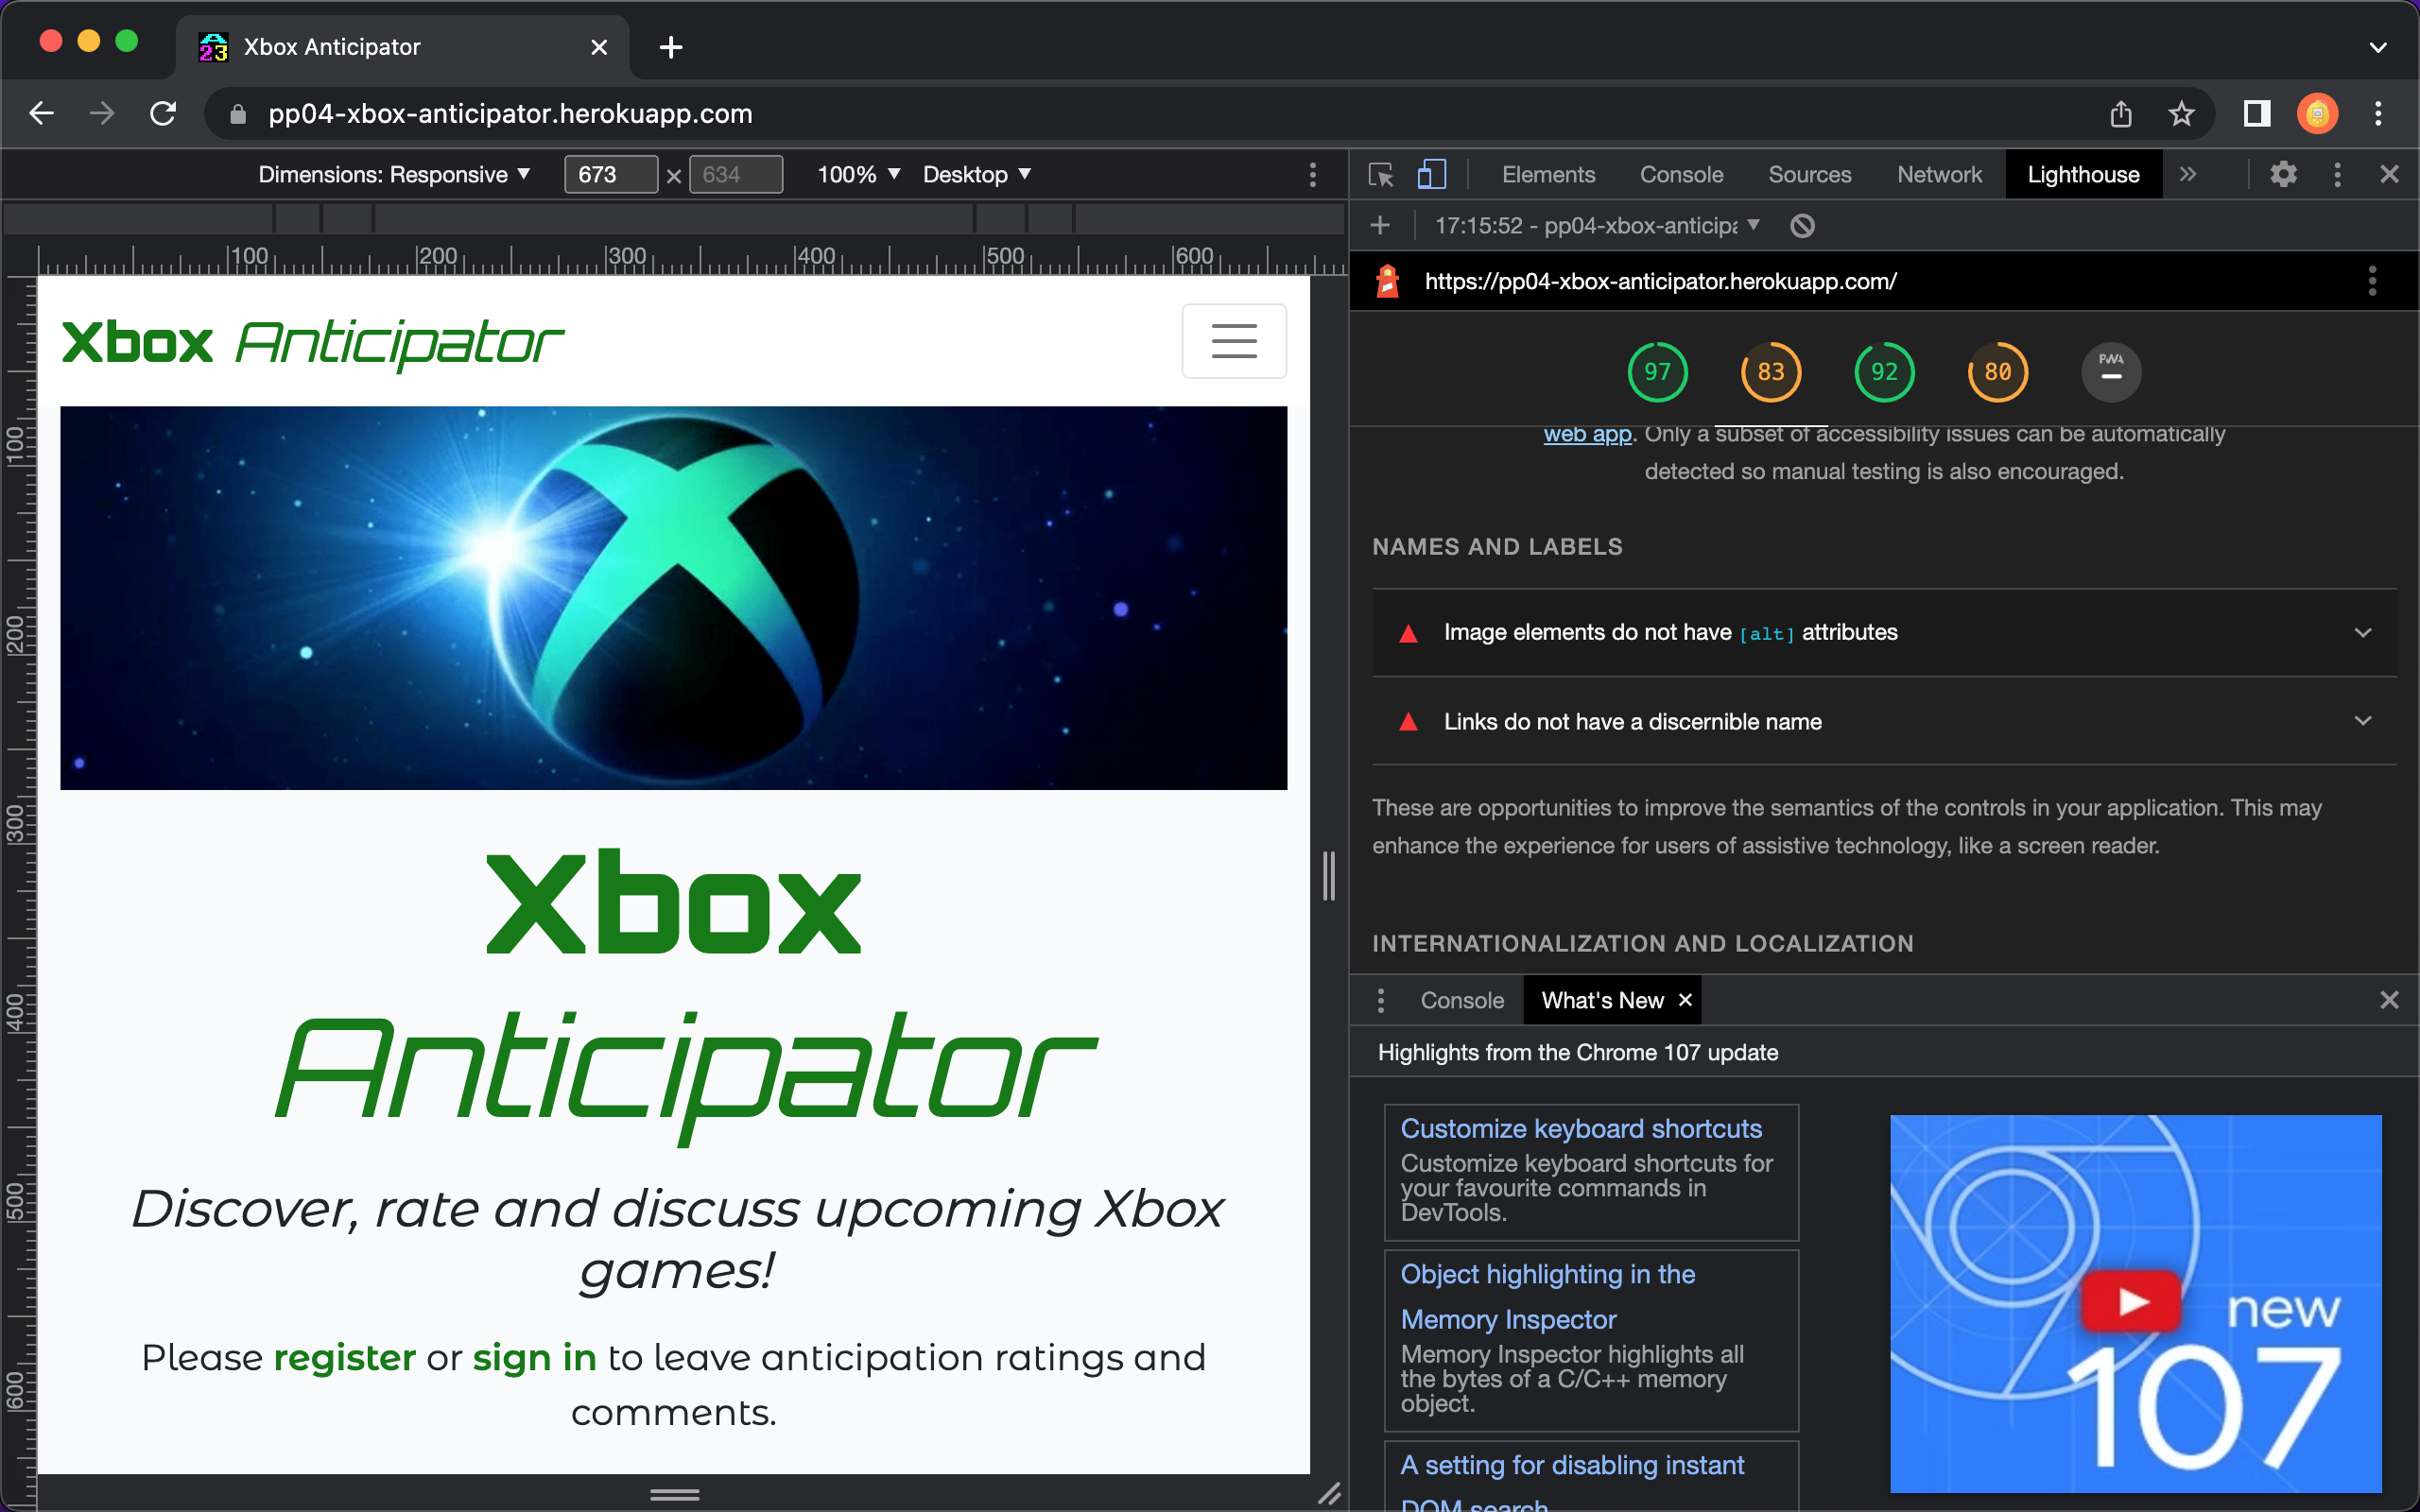 Xbox Anticipator
pp04-xbox-anticipator.herokuapp.com
Dimensions: Responsive ▼ 673 × 634 100% ▼ Desktop ▼
100 200 300 400 500 600
100
200
300
400
500
600
Xbox Anticipator
Xbox
Anticipator
Discover, rate and discuss upcoming Xbox
games!
Please register or sign in to leave anticipation ratings and
comments.
Elements Console Sources Network Lighthouse »
17:15:52 - pp04-xbox-anticipa ▼
https://pp04-xbox-anticipator.herokuapp.com/
97 83 92 80 PWA
web app. Only a subset of accessibility issues can be automatically
detected so manual testing is also encouraged.
NAMES AND LABELS
Image elements do not have [alt] attributes
Links do not have a discernible name
These are opportunities to improve the semantics of the controls in your application. This may
enhance the experience for users of assistive technology, like a screen reader.
INTERNATIONALIZATION AND LOCALIZATION
Console What's New ×
Highlights from the Chrome 107 update
Customize keyboard shortcuts
Customize keyboard shortcuts for
your favourite commands in
DevTools.
Object highlighting in the
Memory Inspector
Memory Inspector highlights all
the bytes of a C/C++ memory
object.
A setting for disabling instant
DOM search
new
107